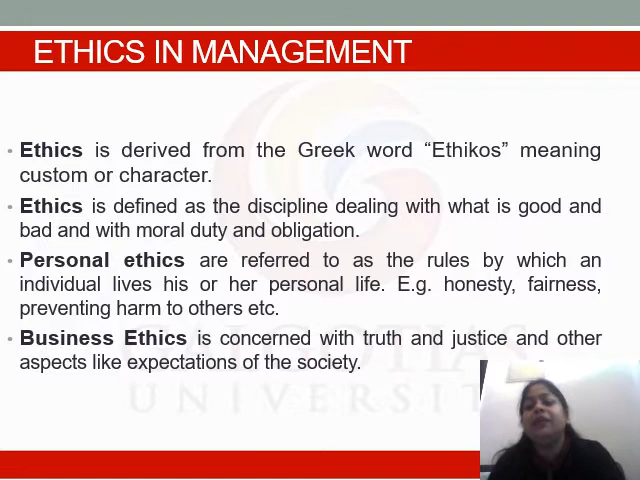 ETHICS IN MANAGEMENT
• Ethics is derived from the Greek word “Ethikos” meaning
custom or character.
• Ethics is defined as the discipline dealing with what is good and
bad and with moral duty and obligation.
• Personal ethics are referred to as the rules by which an
individual lives his or her personal life. E.g. honesty, fairness,
preventing harm to others etc.
• Business Ethics is concerned with truth and justice and other
aspects like expectations of the society.
GALGOTIAS
UNIVERSIT